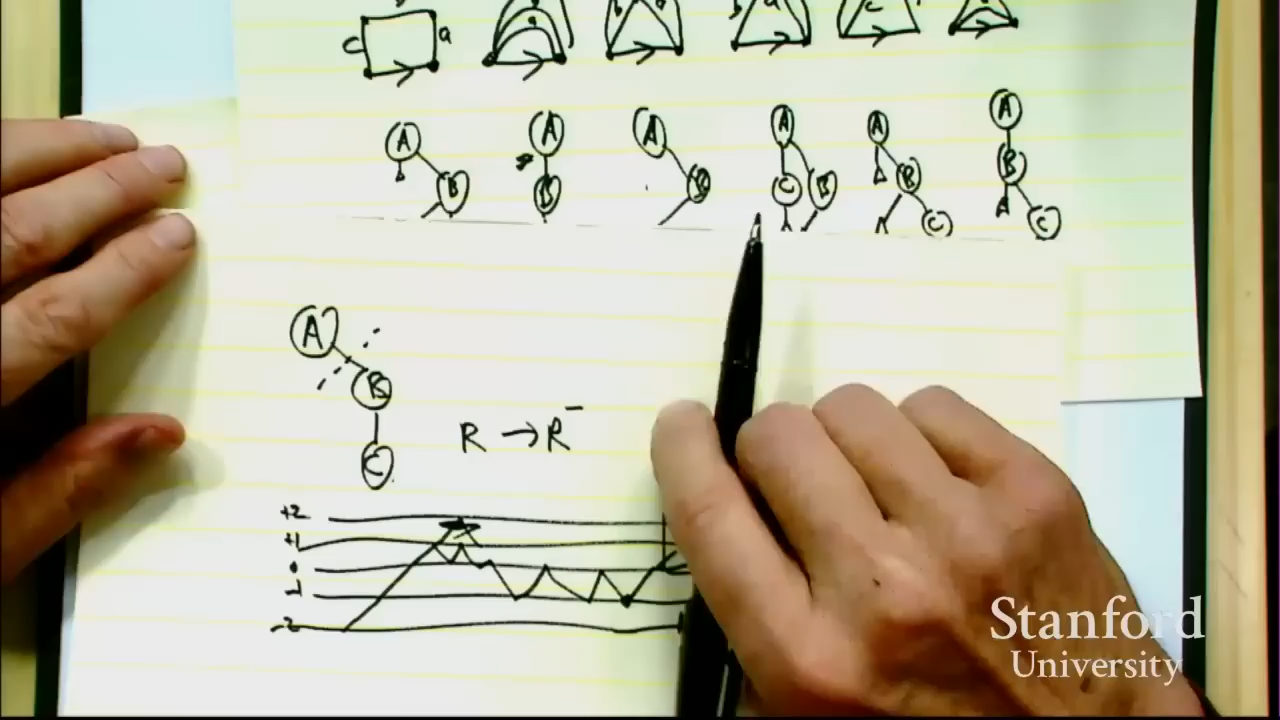 c a a b a b a c
A A A A A A
B B B C B B B
C C
A
B
C
R → R⁻
+2
+1
0
-1
-2
Stanford
University